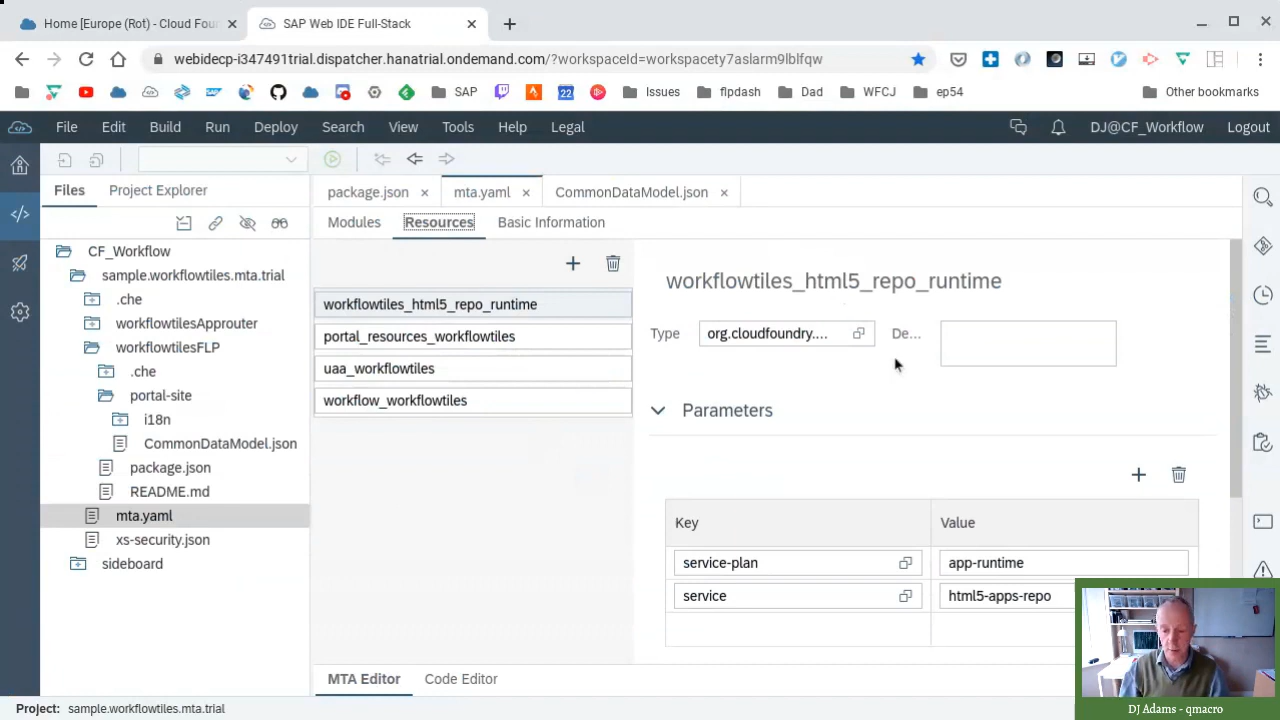 Home [Europe (Rot) - Cloud Fou
SAP Web IDE Full-Stack
webidecp-i347491trial.dispatcher.hanatrial.ondemand.com/?workspaceId=workspacety7aslarm9lblfqw
SAP
22
Issues
flpdash
Dad
WFCJ
ep54
Other bookmarks
File
Edit
Build
Run
Deploy
Search
View
Tools
Help
Legal
DJ@CF_Workflow
Logout
Files
Project Explorer
CF_Workflow
sample.workflowtiles.mta.trial
.che
workflowtilesApprouter
workflowtilesFLP
.che
portal-site
i18n
CommonDataModel.json
package.json
README.md
mta.yaml
xs-security.json
sideboard
package.json
mta.yaml
CommonDataModel.json
Modules
Resources
Basic Information
workflowtiles_html5_repo_runtime
portal_resources_workflowtiles
uaa_workflowtiles
workflow_workflowtiles
workflowtiles_html5_repo_runtime
Type
org.cloudfoundry....
De...
Parameters
Key
Value
service-plan
app-runtime
service
html5-apps-repo
MTA Editor
Code Editor
Project: sample.workflowtiles.mta.trial
DJ Adams - qmacro